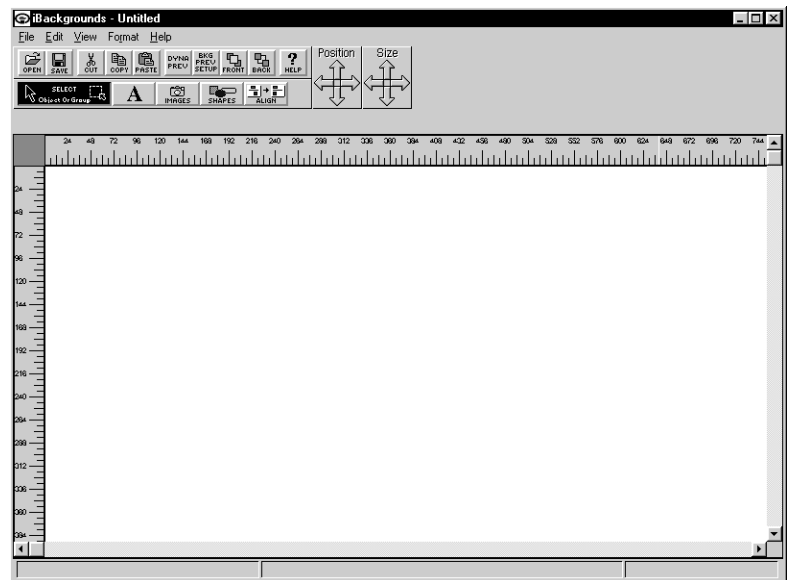 iBackgrounds - Untitled
File Edit View Format Help
OPEN SAVE CUT COPY PASTE DYNA PREV BKG PREV SETUP FRONT BACK ? HELP
Position Size
SELECT Object Or Group A IMAGES SHAPES ALIGN
24 48 72 96 120 144 168 192 216 240 264 288 312 336 360 384 408 432 456 480 504 528 552 576 600 624 648 672 696 720 744
24
48
72
96
120
144
168
192
216
240
264
288
312
336
360
384